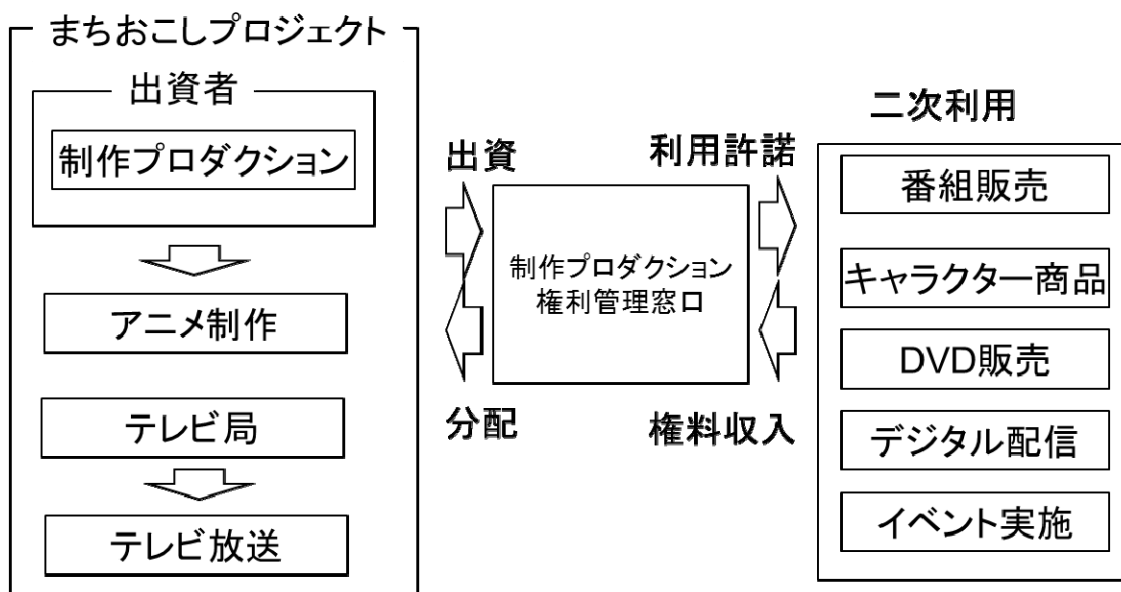 まちおこしプロジェクト
出資者
制作プロダクション
アニメ制作
テレビ局
テレビ放送
出資
分配
制作プロダクション
権利管理窓口
利用許諾
権料収入
二次利用
番組販売
キャラクター商品
DVD販売
デジタル配信
イベント実施